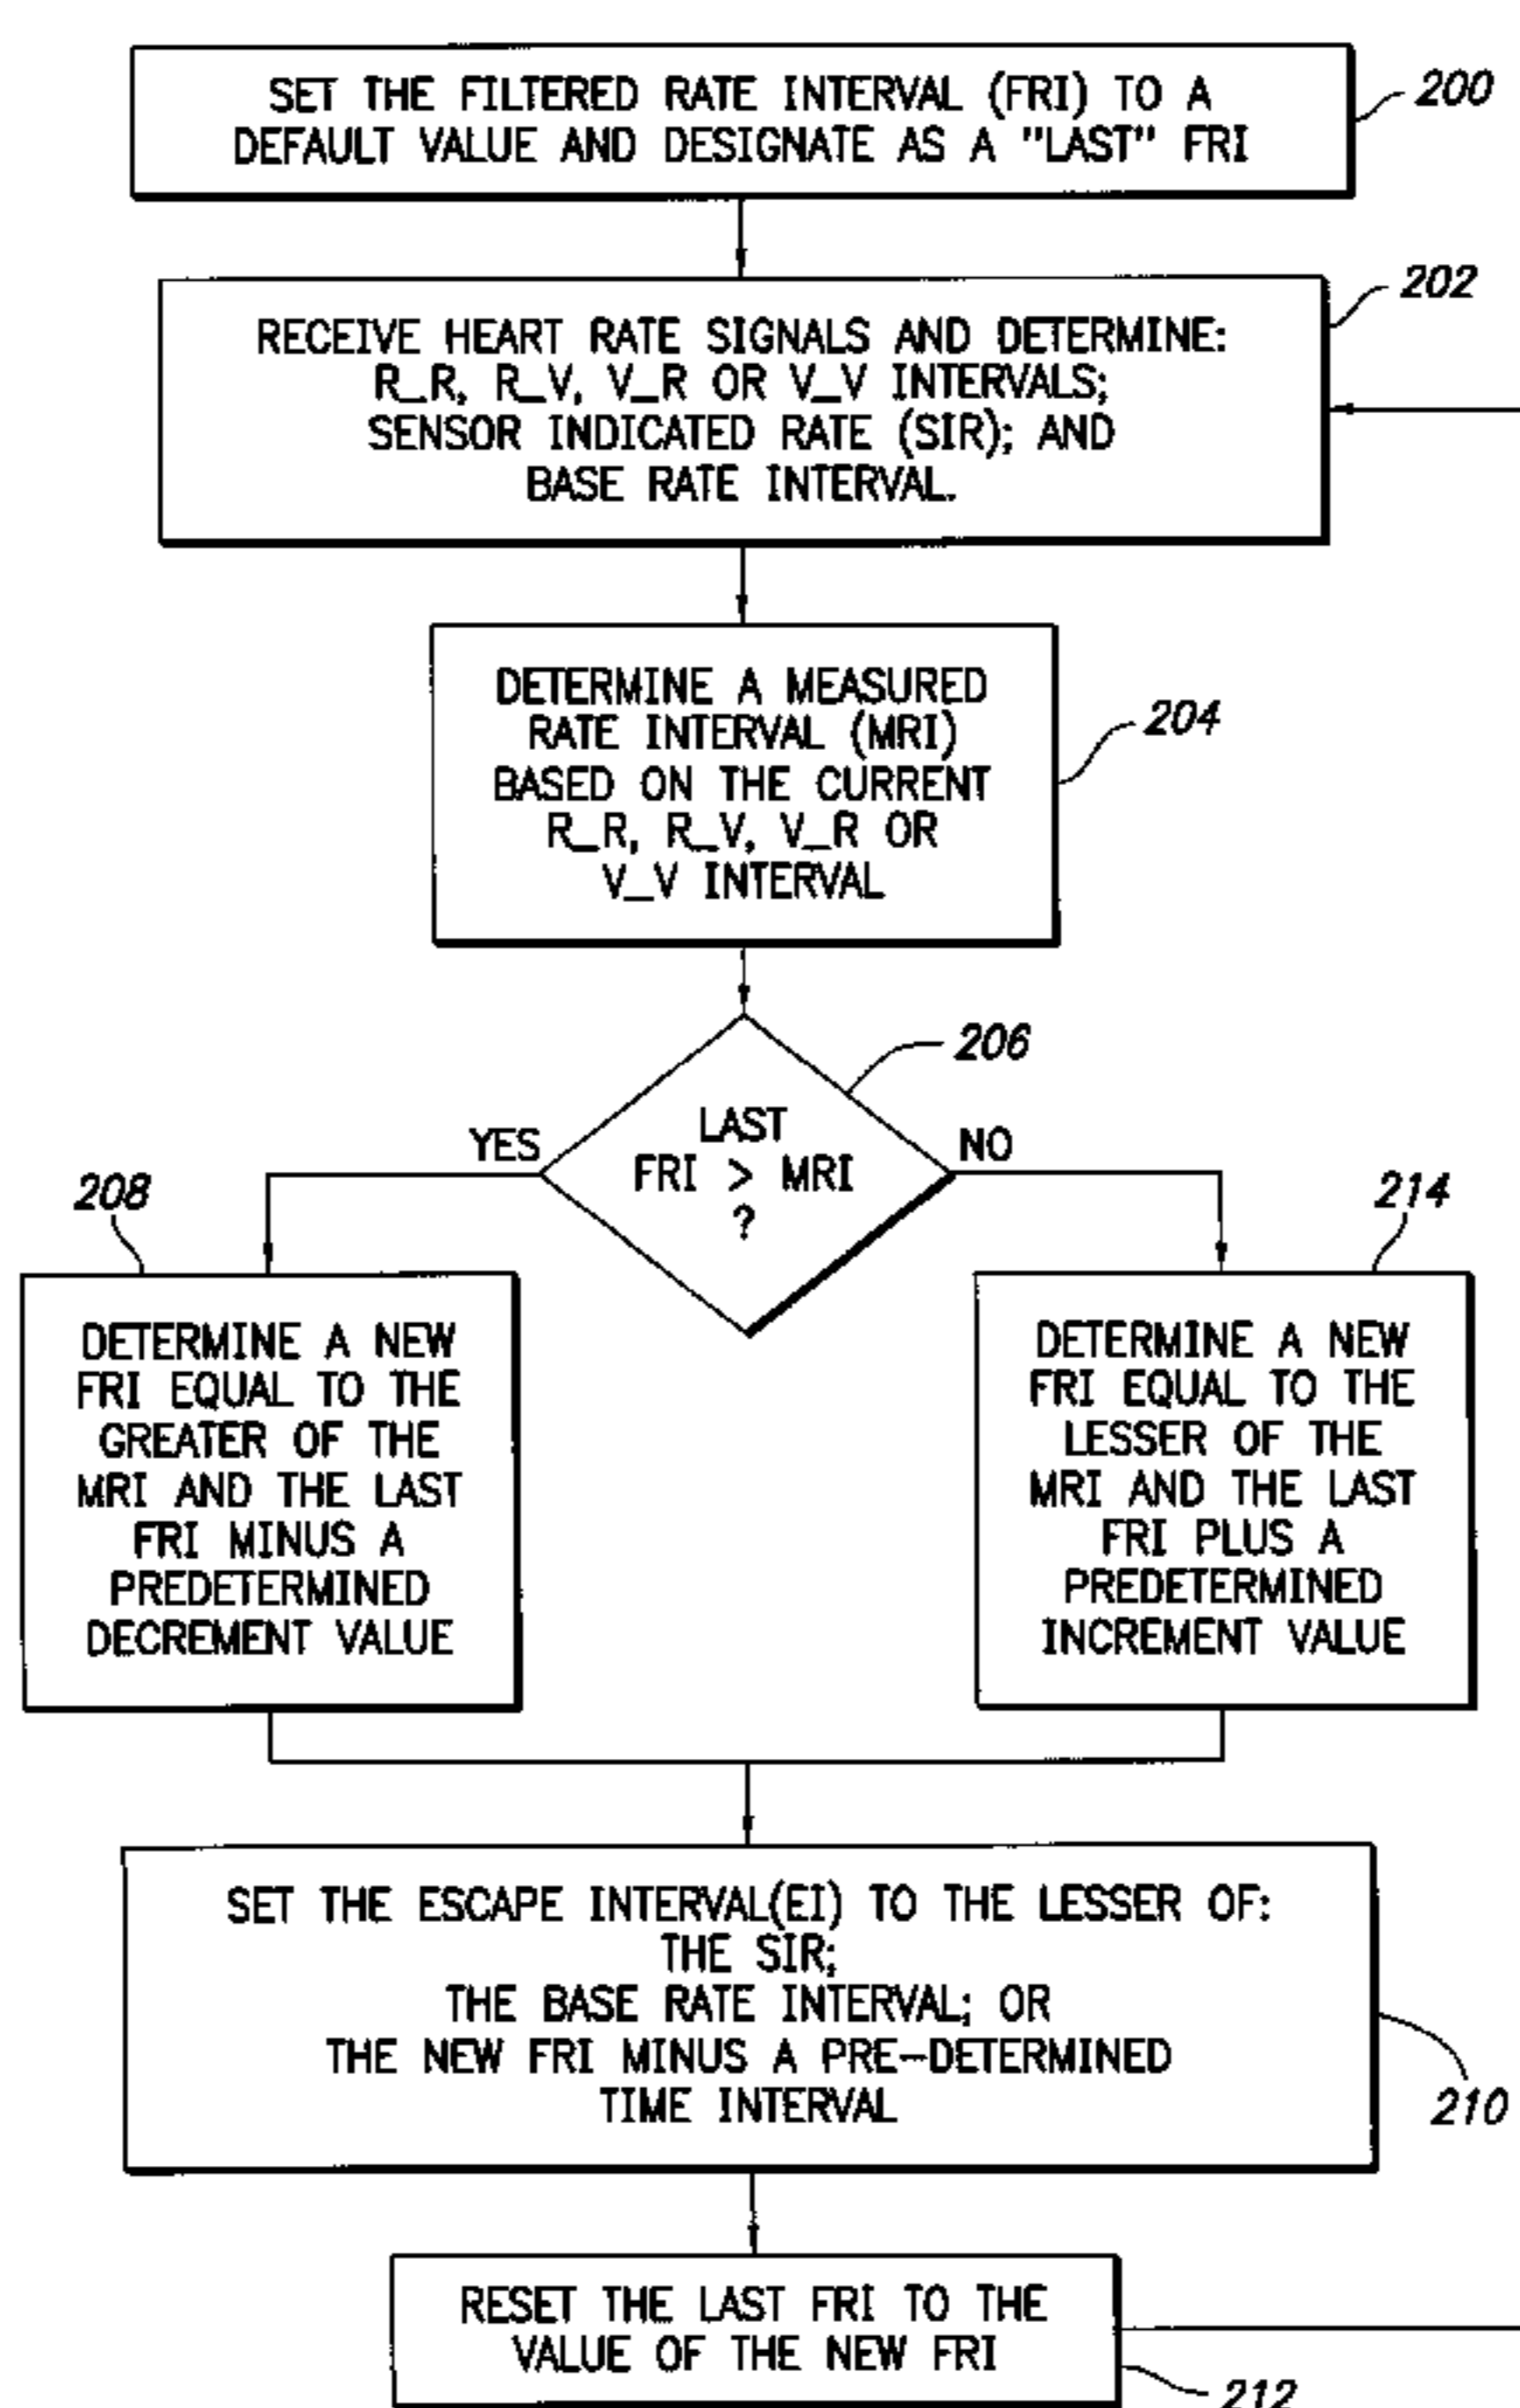 SET THE FILTERED RATE INTERVAL (FRI) TO A
DEFAULT VALUE AND DESIGNATE AS A "LAST" FRI
200
RECEIVE HEART RATE SIGNALS AND DETERMINE:
R_R, R_V, V_R OR V_V INTERVALS;
SENSOR INDICATED RATE (SIR); AND
BASE RATE INTERVAL.
202
DETERMINE A MEASURED
RATE INTERVAL (MRI)
BASED ON THE CURRENT
R_R, R_V, V_R OR
V_V INTERVAL
204
LAST
FRI > MRI
?
206
YES
NO
208
DETERMINE A NEW
FRI EQUAL TO THE
GREATER OF THE
MRI AND THE LAST
FRI MINUS A
PREDETERMINED
DECREMENT VALUE
214
DETERMINE A NEW
FRI EQUAL TO THE
LESSER OF THE
MRI AND THE LAST
FRI PLUS A
PREDETERMINED
INCREMENT VALUE
SET THE ESCAPE INTERVAL(EI) TO THE LESSER OF:
THE SIR;
THE BASE RATE INTERVAL; OR
THE NEW FRI MINUS A PRE-DETERMINED
TIME INTERVAL
210
RESET THE LAST FRI TO THE
VALUE OF THE NEW FRI
212